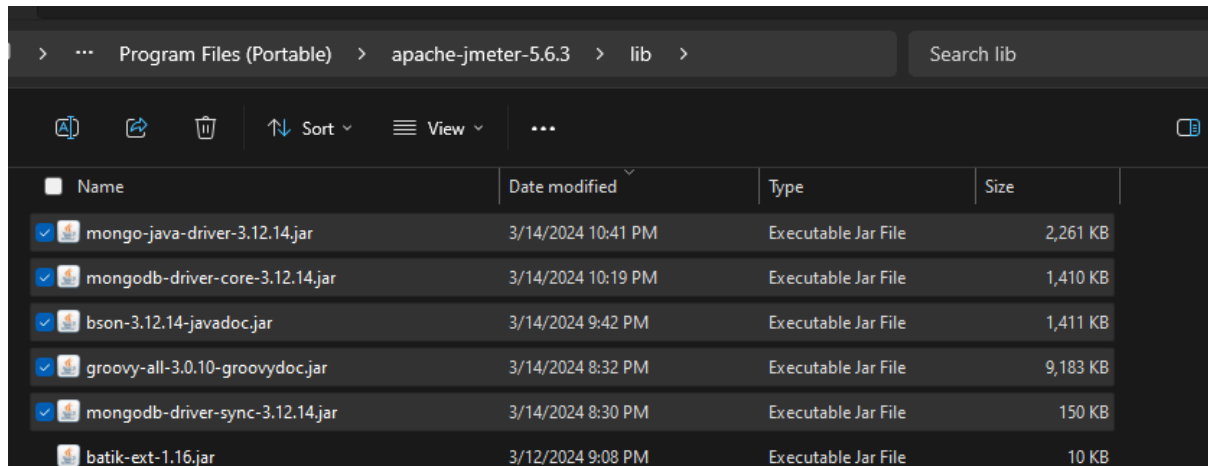 > ... Program Files (Portable) > apache-jmeter-5.6.3 > lib > Search lib
Sort View ...
Name Date modified Type Size
mongo-java-driver-3.12.14.jar 3/14/2024 10:41 PM Executable Jar File 2,261 KB
mongodb-driver-core-3.12.14.jar 3/14/2024 10:19 PM Executable Jar File 1,410 KB
bson-3.12.14-javadoc.jar 3/14/2024 9:42 PM Executable Jar File 1,411 KB
groovy-all-3.0.10-groovydoc.jar 3/14/2024 8:32 PM Executable Jar File 9,183 KB
mongodb-driver-sync-3.12.14.jar 3/14/2024 8:30 PM Executable Jar File 150 KB
batik-ext-1.16.jar 3/12/2024 9:08 PM Executable Jar File 10 KB